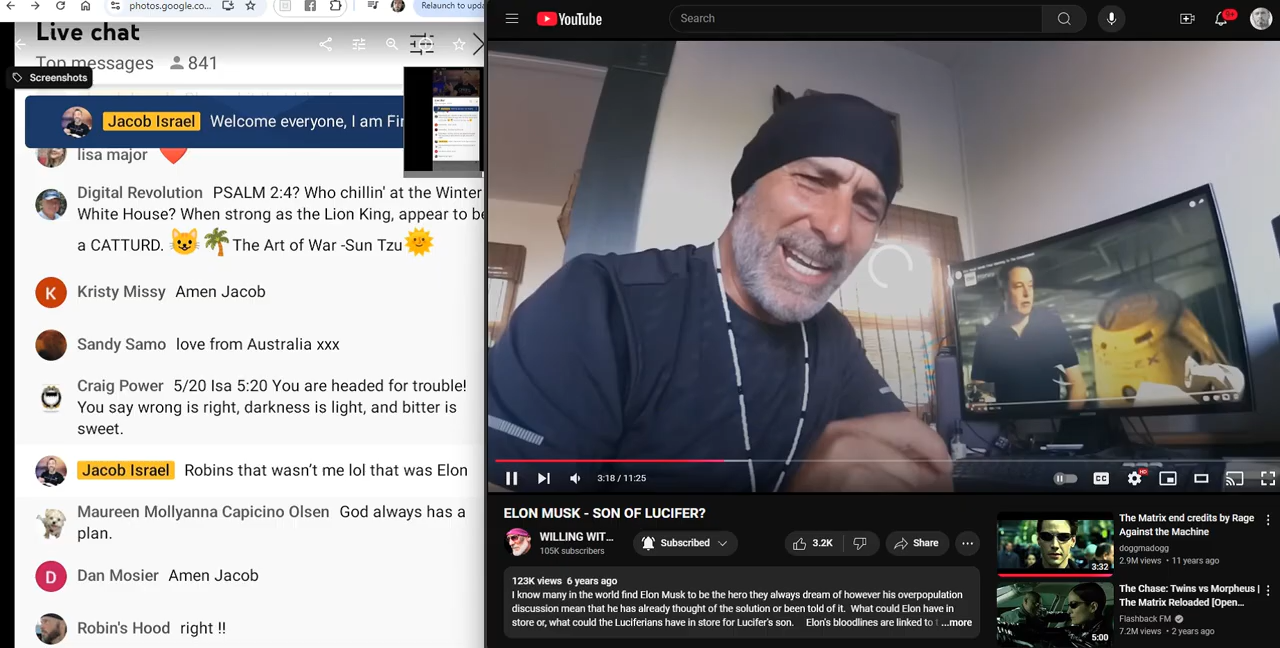 photos.google.co...
Relaunch to upda
Live chat
Top messages 841
Screenshots
Jacob Israel Welcome everyone, I am Fir
lisa major
Digital Revolution PSALM 2:4? Who chillin' at the Winter
White House? When strong as the Lion King, appear to be
a CATTURD. The Art of War -Sun Tzu
K Kristy Missy Amen Jacob
Sandy Samo love from Australia xxx
Craig Power 5/20 Isa 5:20 You are headed for trouble!
You say wrong is right, darkness is light, and bitter is
sweet.
Jacob Israel Robins that wasn't me lol that was Elon
Maureen Mollyanna Capicino Olsen God always has a
plan.
D Dan Mosier Amen Jacob
Robin's Hood right !!
YouTube
Search
9+
3:18 / 11:25
CC
HD
ELON MUSK - SON OF LUCIFER?
WILLING WIT...
105K subscribers
Subscribed
3.2K
Share
123K views 6 years ago
I know many in the world find Elon Musk to be the hero they always dream of however his overpopulation
discussion mean that he has already thought of the solution or been told of it. What could Elon have in
store or, what could the Luciferians have in store for Lucifer's son. Elon's bloodlines are linked to t ...more
The Matrix end credits by Rage
Against the Machine
doggmadogg
2.9M views • 11 years ago
3:32
The Chase: Twins vs Morpheus |
The Matrix Reloaded [Open...
Flashback FM
7.2M views • 2 years ago
5:00